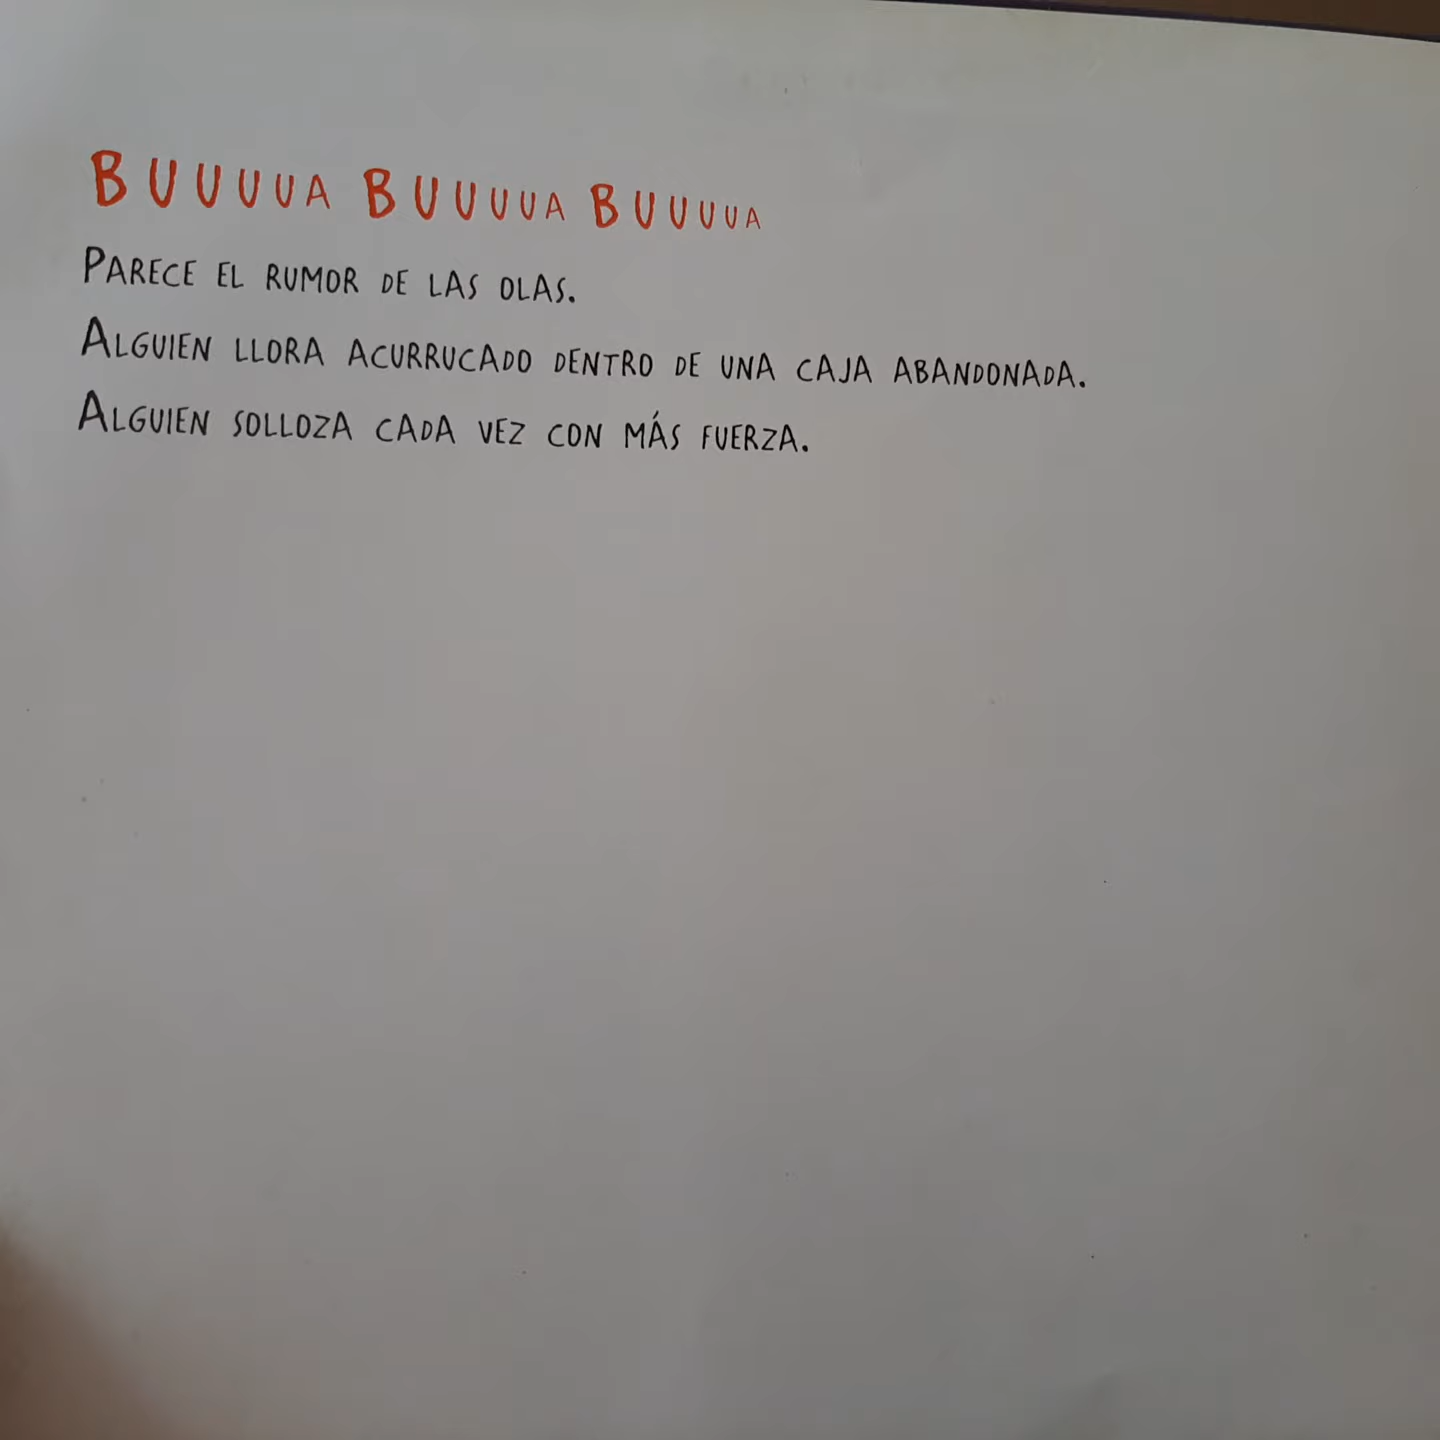 BUUUUA BUUUUA BUUUUA
PARECE EL RUMOR DE LAS OLAS.
ALGUIEN LLORA ACURRUCADO DENTRO DE UNA CAJA ABANDONADA.
ALGUIEN SOLLOZA CADA VEZ CON MÁS FUERZA.